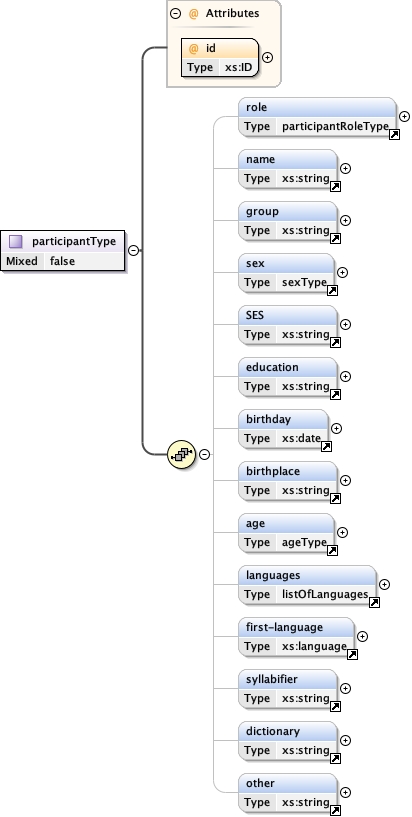 @ Attributes
@ id
Type xs:ID
role
Type participantRoleType
name
Type xs:string
group
Type xs:string
participantType
Mixed false
sex
Type sexType
SES
Type xs:string
education
Type xs:string
birthday
Type xs:date
birthplace
Type xs:string
age
Type ageType
languages
Type listOfLanguages
first-language
Type xs:language
syllabifier
Type xs:string
dictionary
Type xs:string
other
Type xs:string